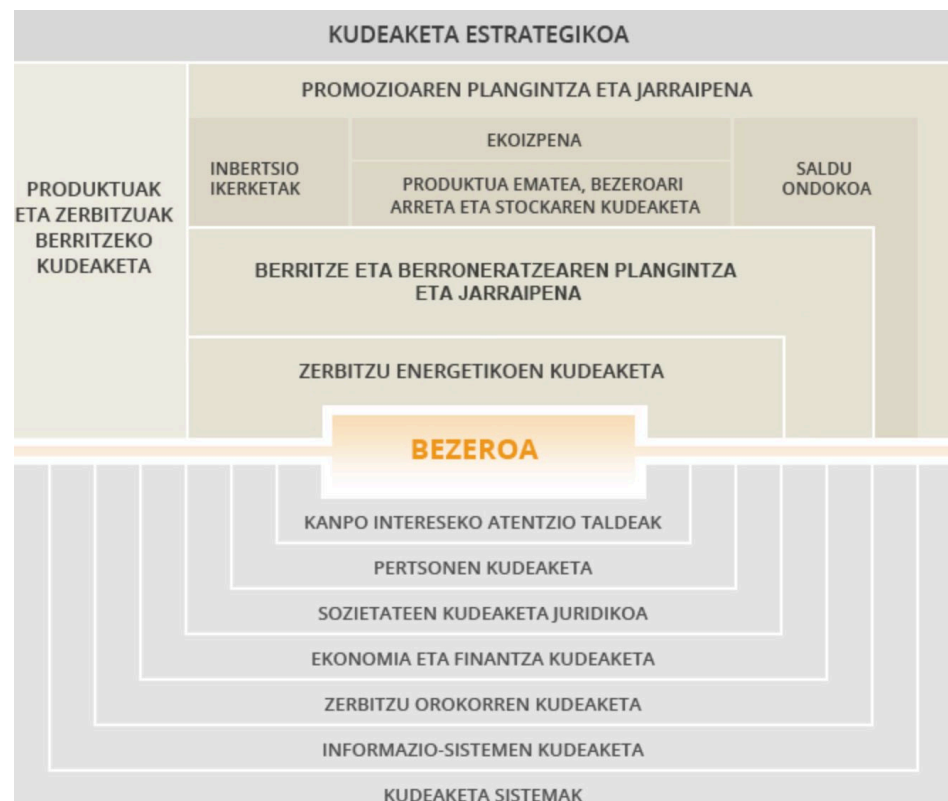 KUDEAKETA ESTRATEGIKOA
PRODUKTUAK
ETA ZERBITZUAK
BERRITZEKO
KUDEAKETA
PROMOZIOAREN PLANGINTZA ETA JARRAIPENA
INBERTSIO
IKERKETAK
EKOIZPENA
PRODUKTUA EMATEA, BEZEROARI
ARRETA ETA STOCKAREN KUDEAKETA
SALDU
ONDOKOA
BERRITZE ETA BERRONERATZEAREN PLANGINTZA
ETA JARRAIPENA
ZERBITZU ENERGETIKOEN KUDEAKETA
BEZEROA
KANPO INTERESEKO ATENTZIO TALDEAK
PERTSONEN KUDEAKETA
SOZIETATEEN KUDEAKETA JURIDIKOA
EKONOMIA ETA FINANTZA KUDEAKETA
ZERBITZU OROKORREN KUDEAKETA
INFORMAZIO-SISTEMEN KUDEAKETA
KUDEAKETA SISTEMAK